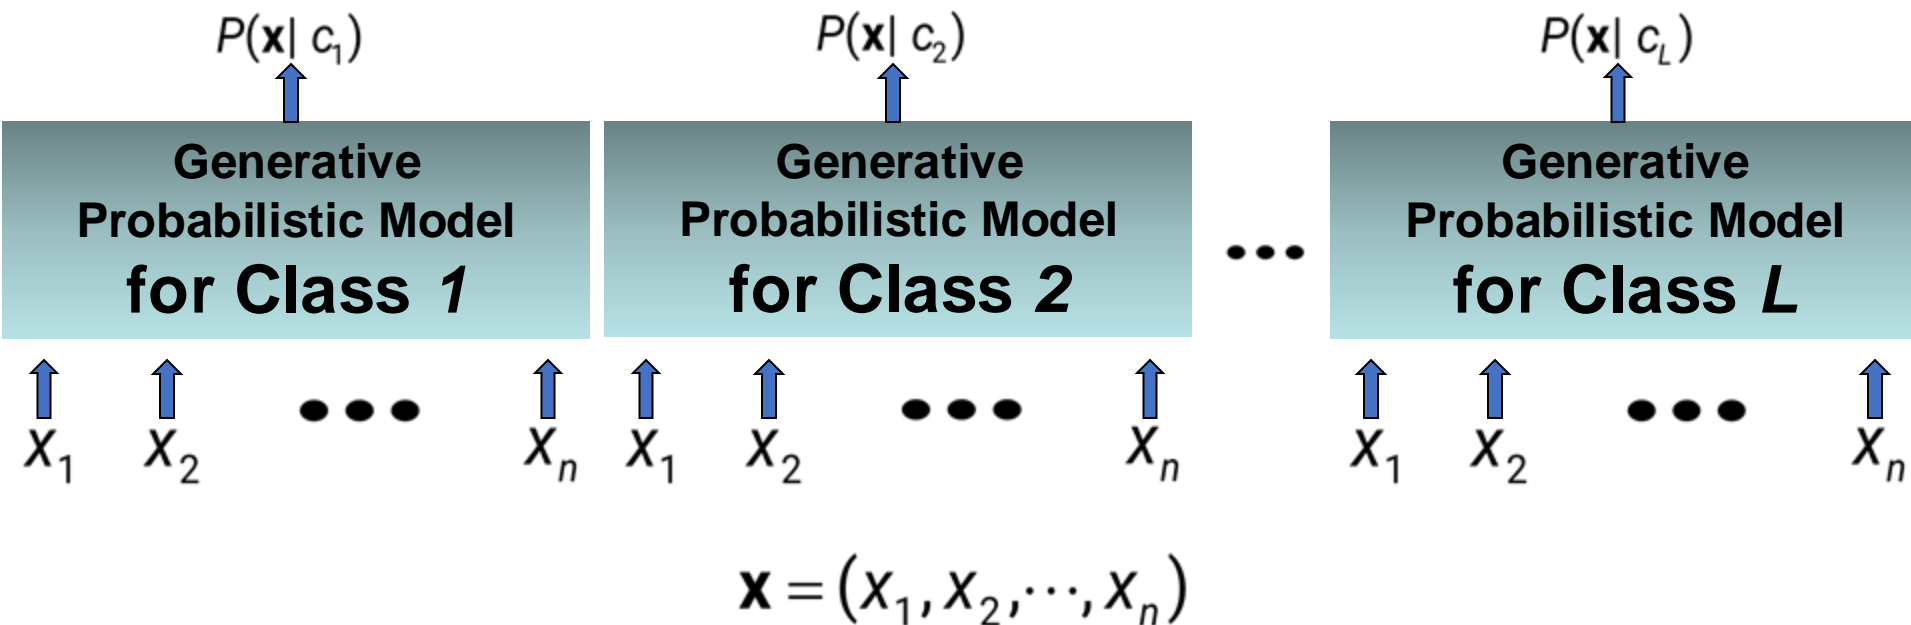 P(x| c₁) P(x| c₂) P(x| c_L)
Generative Generative Generative
Probabilistic Model Probabilistic Model Probabilistic Model
for Class 1 for Class 2 ••• for Class L
x₁ x₂ ••• xₙ x₁ x₂ ••• xₙ x₁ x₂ ••• xₙ
x = (x₁, x₂, ⋯, xₙ)